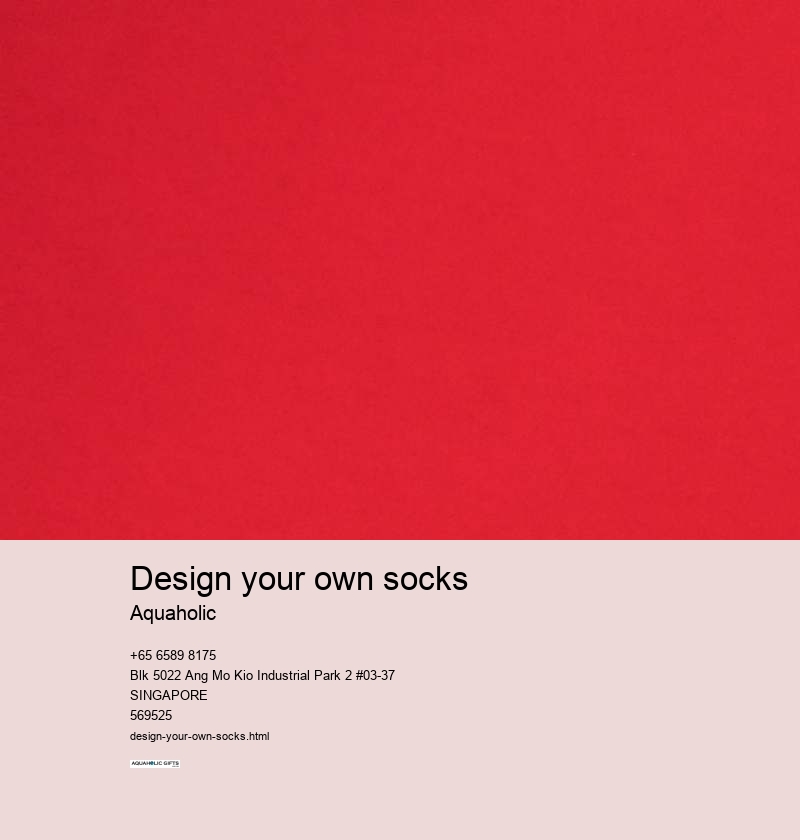 Design your own socks
Aquaholic
+65 6589 8175
Blk 5022 Ang Mo Kio Industrial Park 2 #03-37
SINGAPORE
569525
design-your-own-socks.html
AQUAHOLIC GIFTS